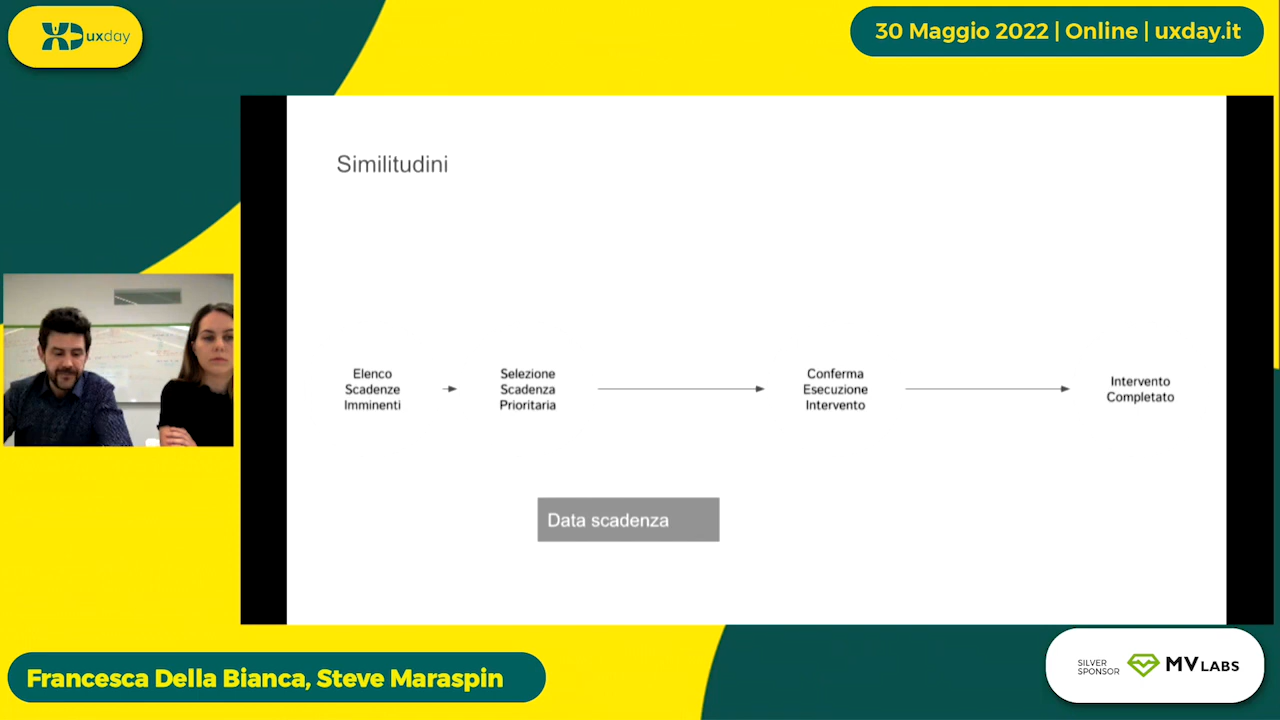 uxday
30 Maggio 2022 | Online | uxday.it
Similitudini
Elenco
Scadenze
Imminenti
Selezione
Scadenza
Prioritaria
Conferma
Esecuzione
Intervento
Intervento
Completato
Data scadenza
Francesca Della Bianca, Steve Maraspin
SILVER
SPONSOR
MV LABS